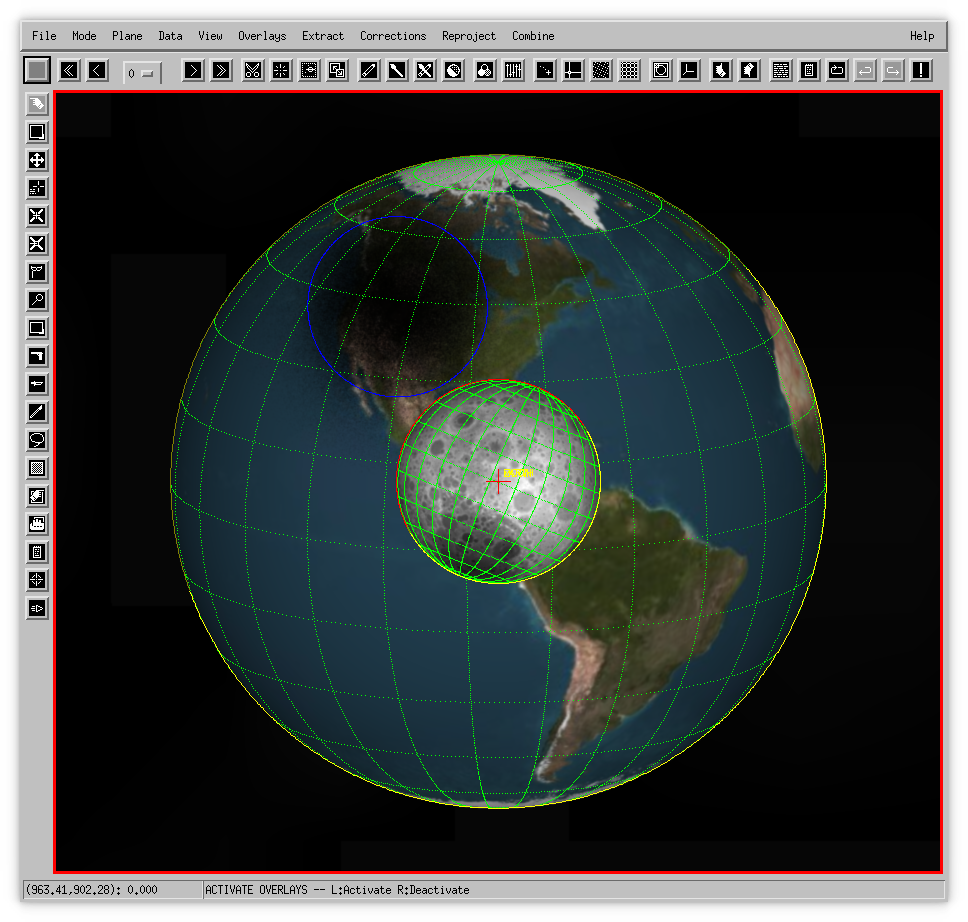 File Mode Plane Data View Overlays Extract Corrections Reproject Combine Help
0
(963.41,902.28): 0.000 ACTIVATE OVERLAYS -- L:Activate R:Deactivate